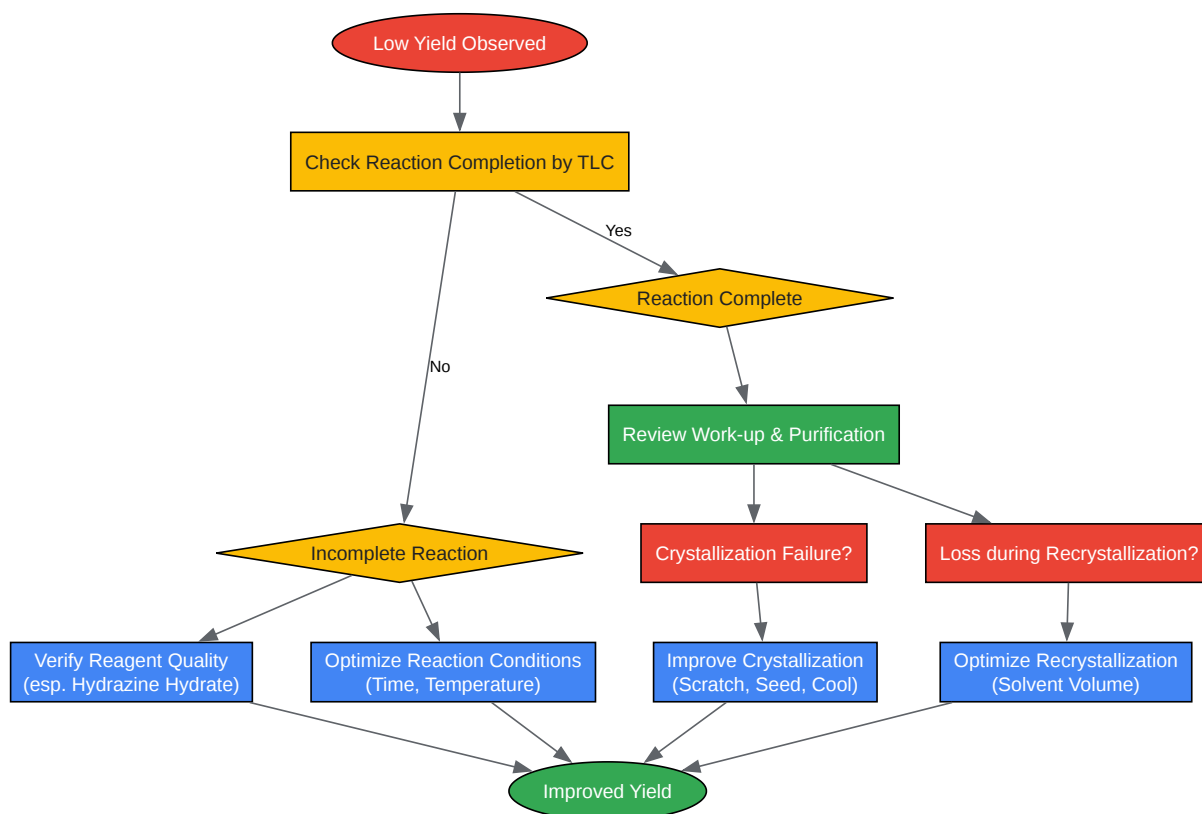 Low Yield Observed
Check Reaction Completion by TLC
Yes
Reaction Complete
No
Review Work-up & Purification
Incomplete Reaction
Crystallization Failure?
Loss during Recrystallization?
Verify Reagent Quality
(esp. Hydrazine Hydrate)
Optimize Reaction Conditions
(Time, Temperature)
Improve Crystallization
(Scratch, Seed, Cool)
Optimize Recrystallization
(Solvent Volume)
Improved Yield